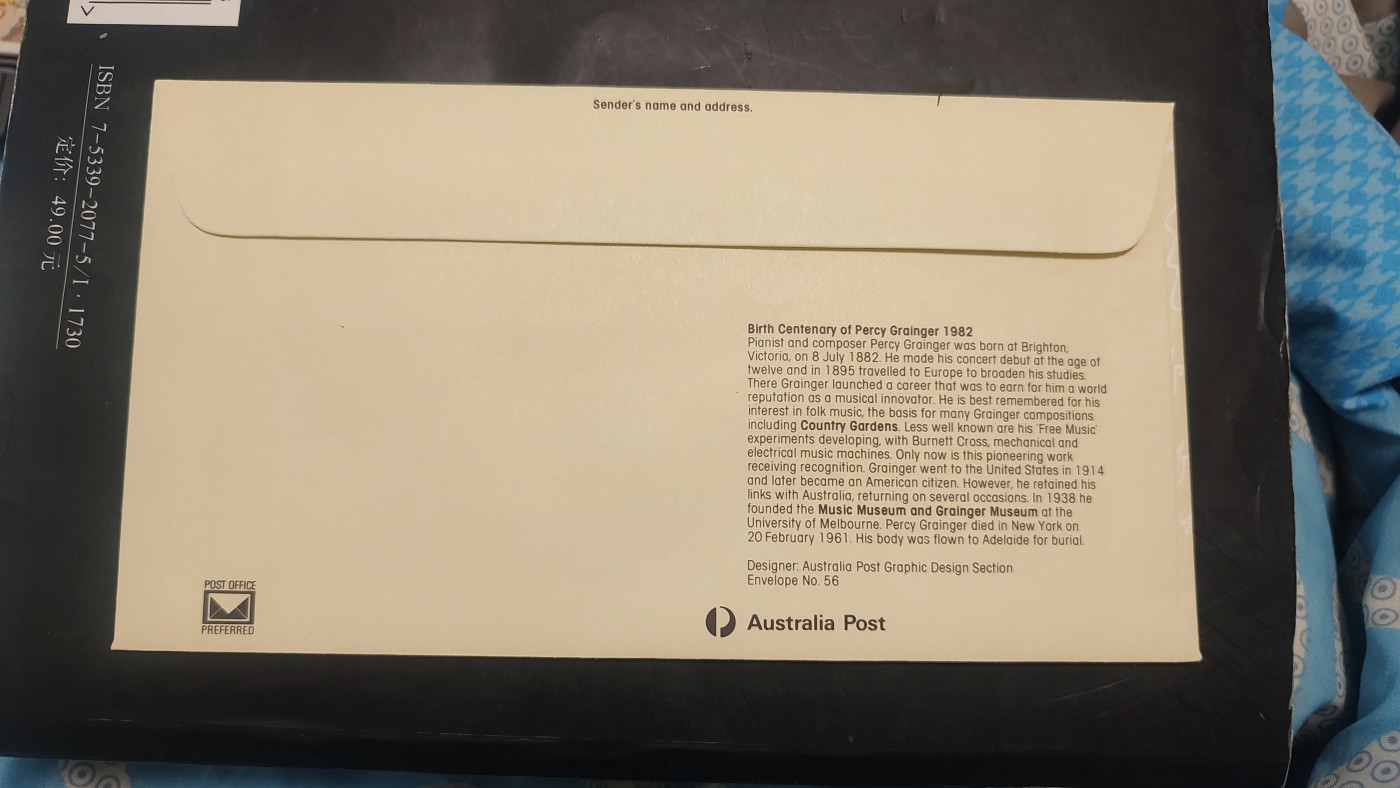 ISBN 7-5339-2077-5/I·1730
定价: 49.00 元
Sender's name and address.
Birth Centenary of Percy Grainger 1982
Pianist and composer Percy Grainger was born at Brighton,
Victoria, on 8 July 1882. He made his concert debut at the age of
twelve and in 1895 travelled to Europe to broaden his studies.
There Grainger launched a career that was to earn for him a world
reputation as a musical innovator. He is best remembered for his
interest in folk music, the basis for many Grainger compositions
including Country Gardens. Less well known are his 'Free Music'
experiments developing, with Burnett Cross, mechanical and
electrical music machines. Only now is this pioneering work
receiving recognition. Grainger went to the United States in 1914
and later became an American citizen. However, he retained his
links with Australia, returning on several occasions. In 1938 he
founded the Music Museum and Grainger Museum at the
University of Melbourne. Percy Grainger died in New York on
20 February 1961. His body was flown to Adelaide for burial.
Designer: Australia Post Graphic Design Section
Envelope No. 56
POST OFFICE
PREFERRED
Australia Post